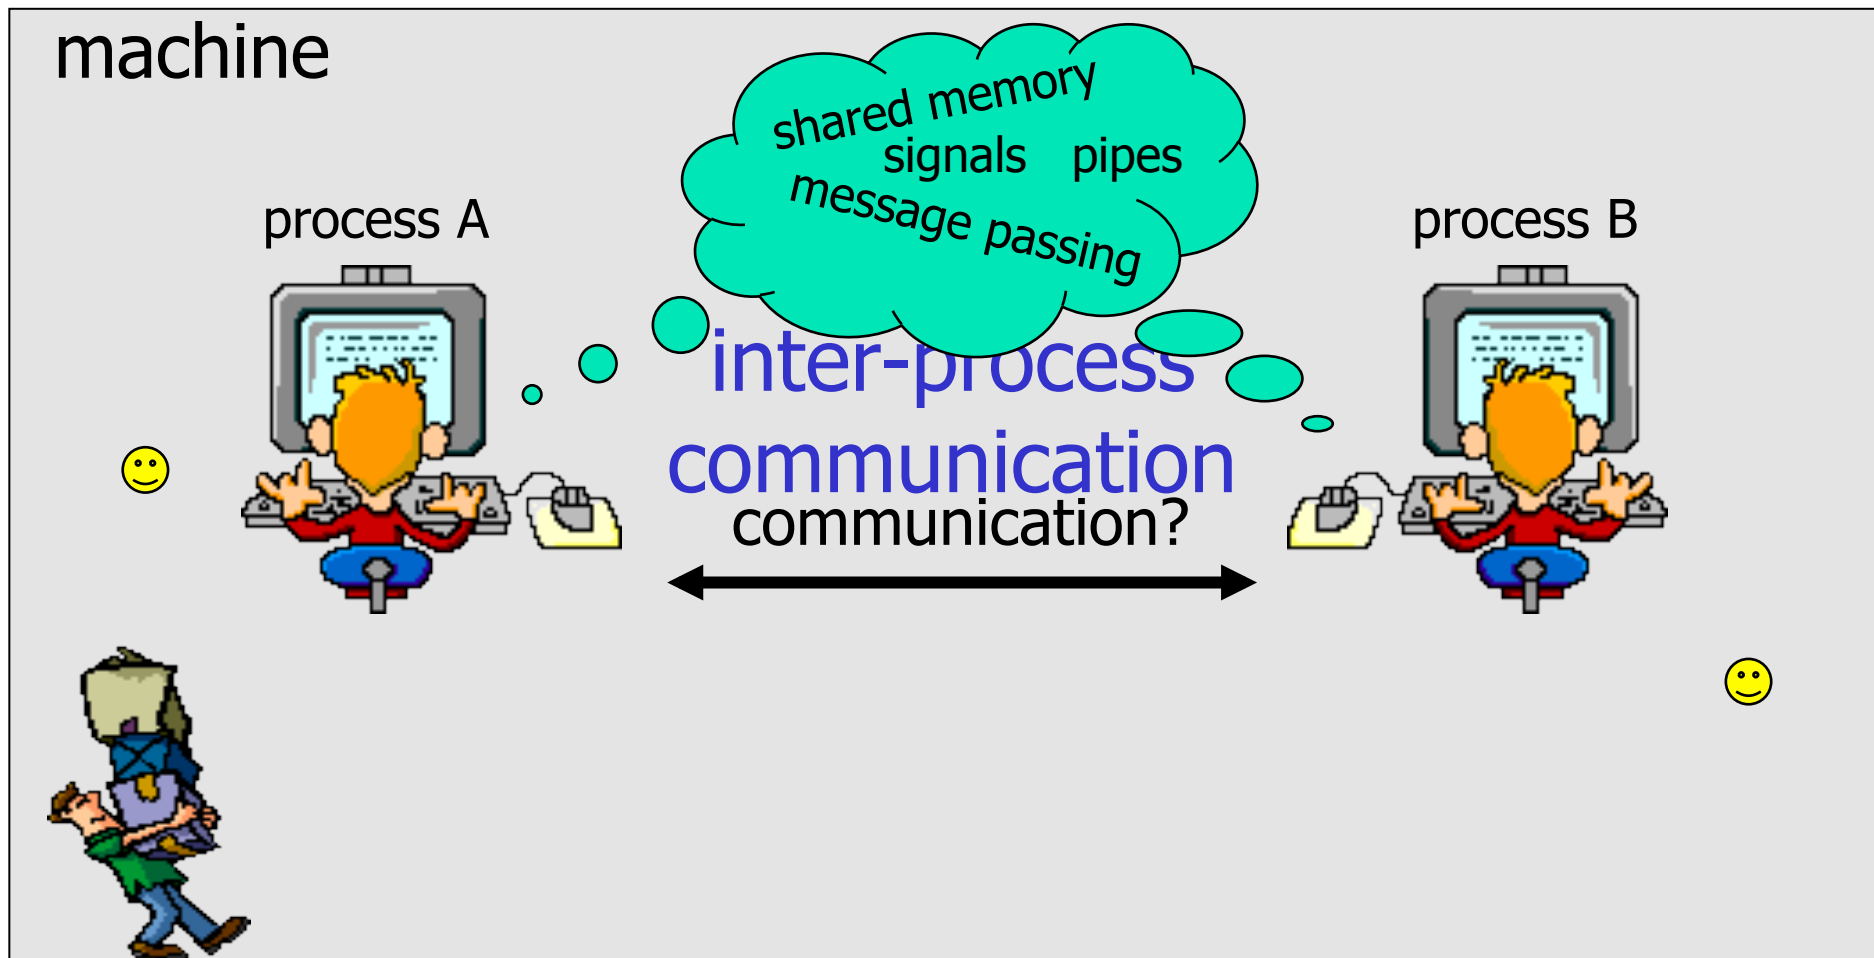 machine
shared memory
signals pipes
message passing
process A
process B
inter-process
communication
communication?